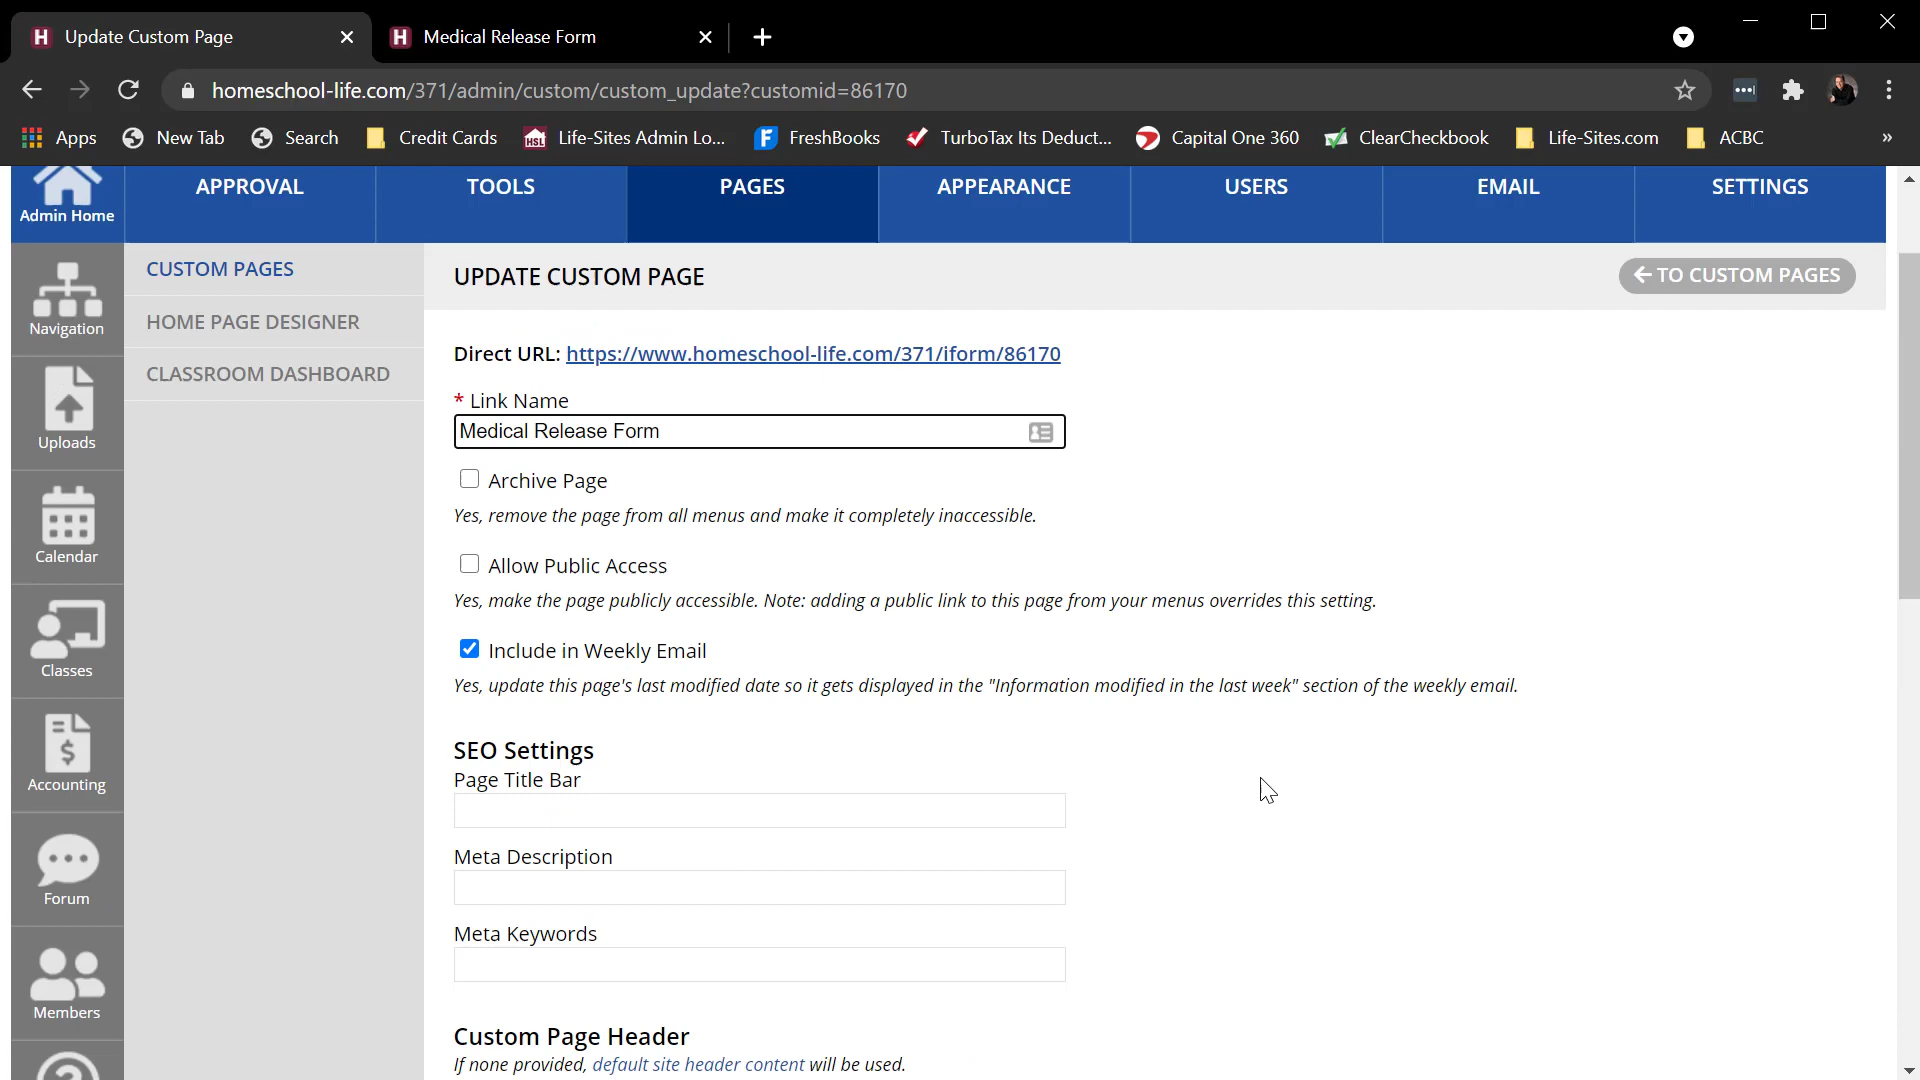 H Update Custom Page
H Medical Release Form
homeschool-life.com/371/admin/custom/custom_update?customid=86170
Apps
New Tab
Search
Credit Cards
HSL Life-Sites Admin Lo...
F FreshBooks
TurboTax Its Deduct...
Capital One 360
ClearCheckbook
Life-Sites.com
ACBC
»
Admin Home
APPROVAL
TOOLS
PAGES
APPEARANCE
USERS
EMAIL
SETTINGS
Navigation
Uploads
Calendar
Classes
Accounting
Forum
Members
CUSTOM PAGES
HOME PAGE DESIGNER
CLASSROOM DASHBOARD
UPDATE CUSTOM PAGE
TO CUSTOM PAGES
Direct URL: https://www.homeschool-life.com/371/iform/86170
* Link Name
Medical Release Form
Archive Page
Yes, remove the page from all menus and make it completely inaccessible.
Allow Public Access
Yes, make the page publicly accessible. Note: adding a public link to this page from your menus overrides this setting.
Include in Weekly Email
Yes, update this page's last modified date so it gets displayed in the "Information modified in the last week" section of the weekly email.
SEO Settings
Page Title Bar
Meta Description
Meta Keywords
Custom Page Header
If none provided, default site header content will be used.